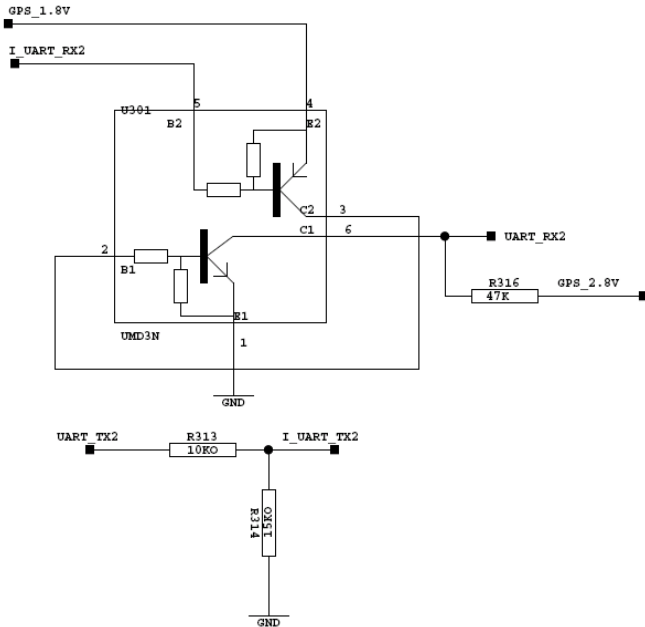 GPS_1.8V
I_UART_RX2
U301
5
4
B2
E2
C2
3
C1
6
UART_RX2
2
B1
R316
47K
GPS_2.8V
E1
UMD3N
1
GND
UART_TX2
R313
10KO
I_UART_TX2
R314
15KO
GND